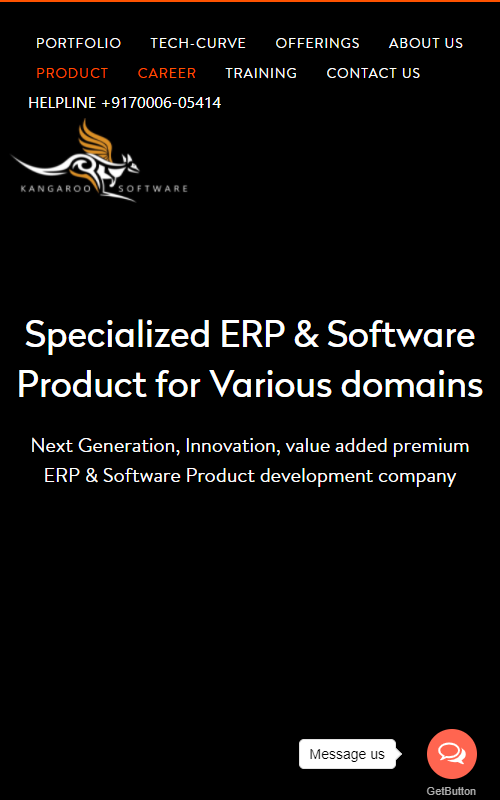 PORTFOLIO TECH-CURVE OFFERINGS ABOUT US
PRODUCT CAREER TRAINING CONTACT US
HELPLINE +9170006-05414
KANGAROO SOFTWARE
Specialized ERP & Software
Product for Various domains
Next Generation, Innovation, value added premium
ERP & Software Product development company
Message us
GetButton